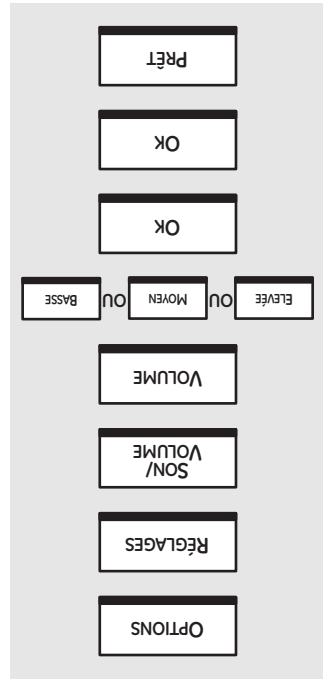 OPTIONS
RÉGLAGES
SON/
VOLUME
VOLUME
ELEVÉE OU MOYEN OU BASSE
OK
OK
PRÊT